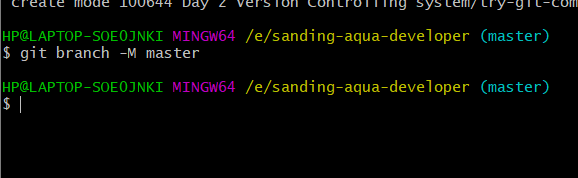 create mode 100644 Day 2 Version Controlling system/try-git-com
HP@LAPTOP-SOE0JNKI MINGW64 /e/sanding-aqua-developer (master)
$ git branch -M master
HP@LAPTOP-SOE0JNKI MINGW64 /e/sanding-aqua-developer (master)
$